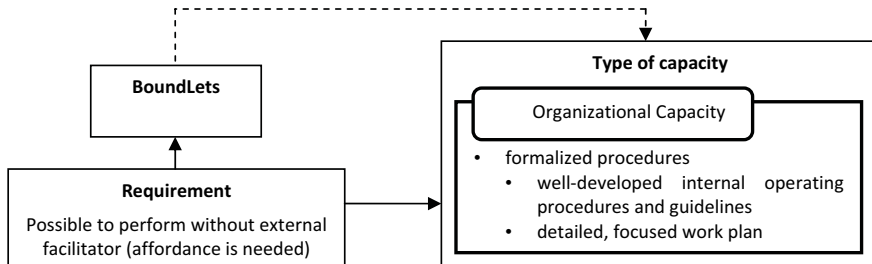 BoundLets
Requirement
Possible to perform without external
facilitator (affordance is needed)
Type of capacity
Organizational Capacity
• formalized procedures
• well-developed internal operating
procedures and guidelines
• detailed, focused work plan